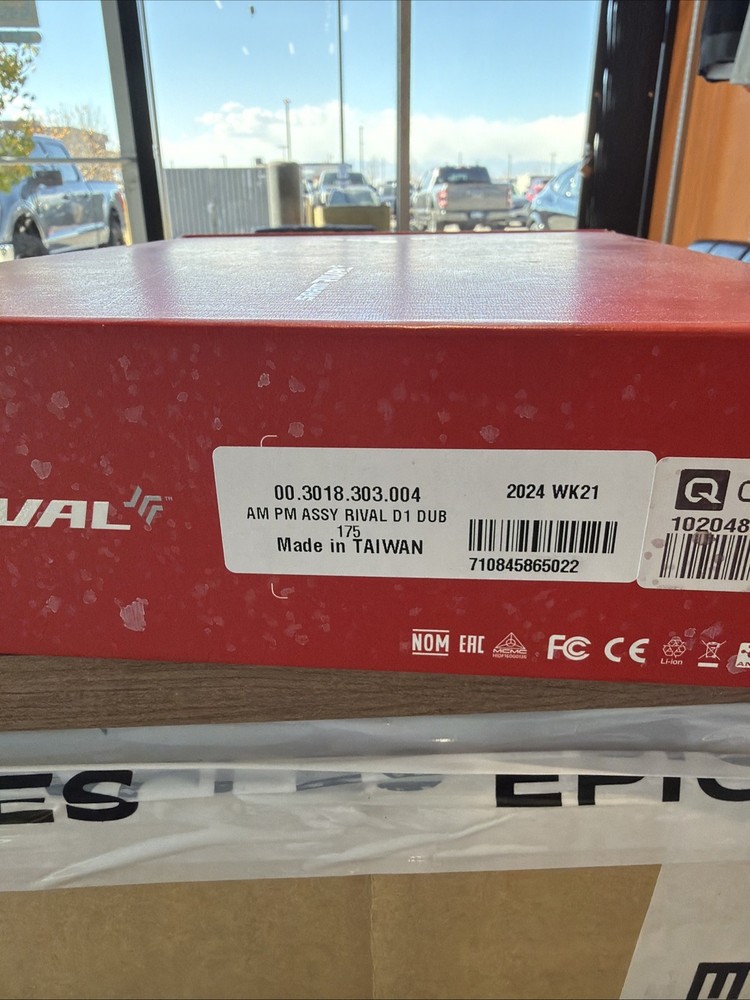 VAL
00.3018.303.004
AM PM ASSY RIVAL D1 DUB
175
Made in TAIWAN
2024 WK21
710845865022
Q
102048
NOM EAC FC CE
Li-ion
ES
EPIC